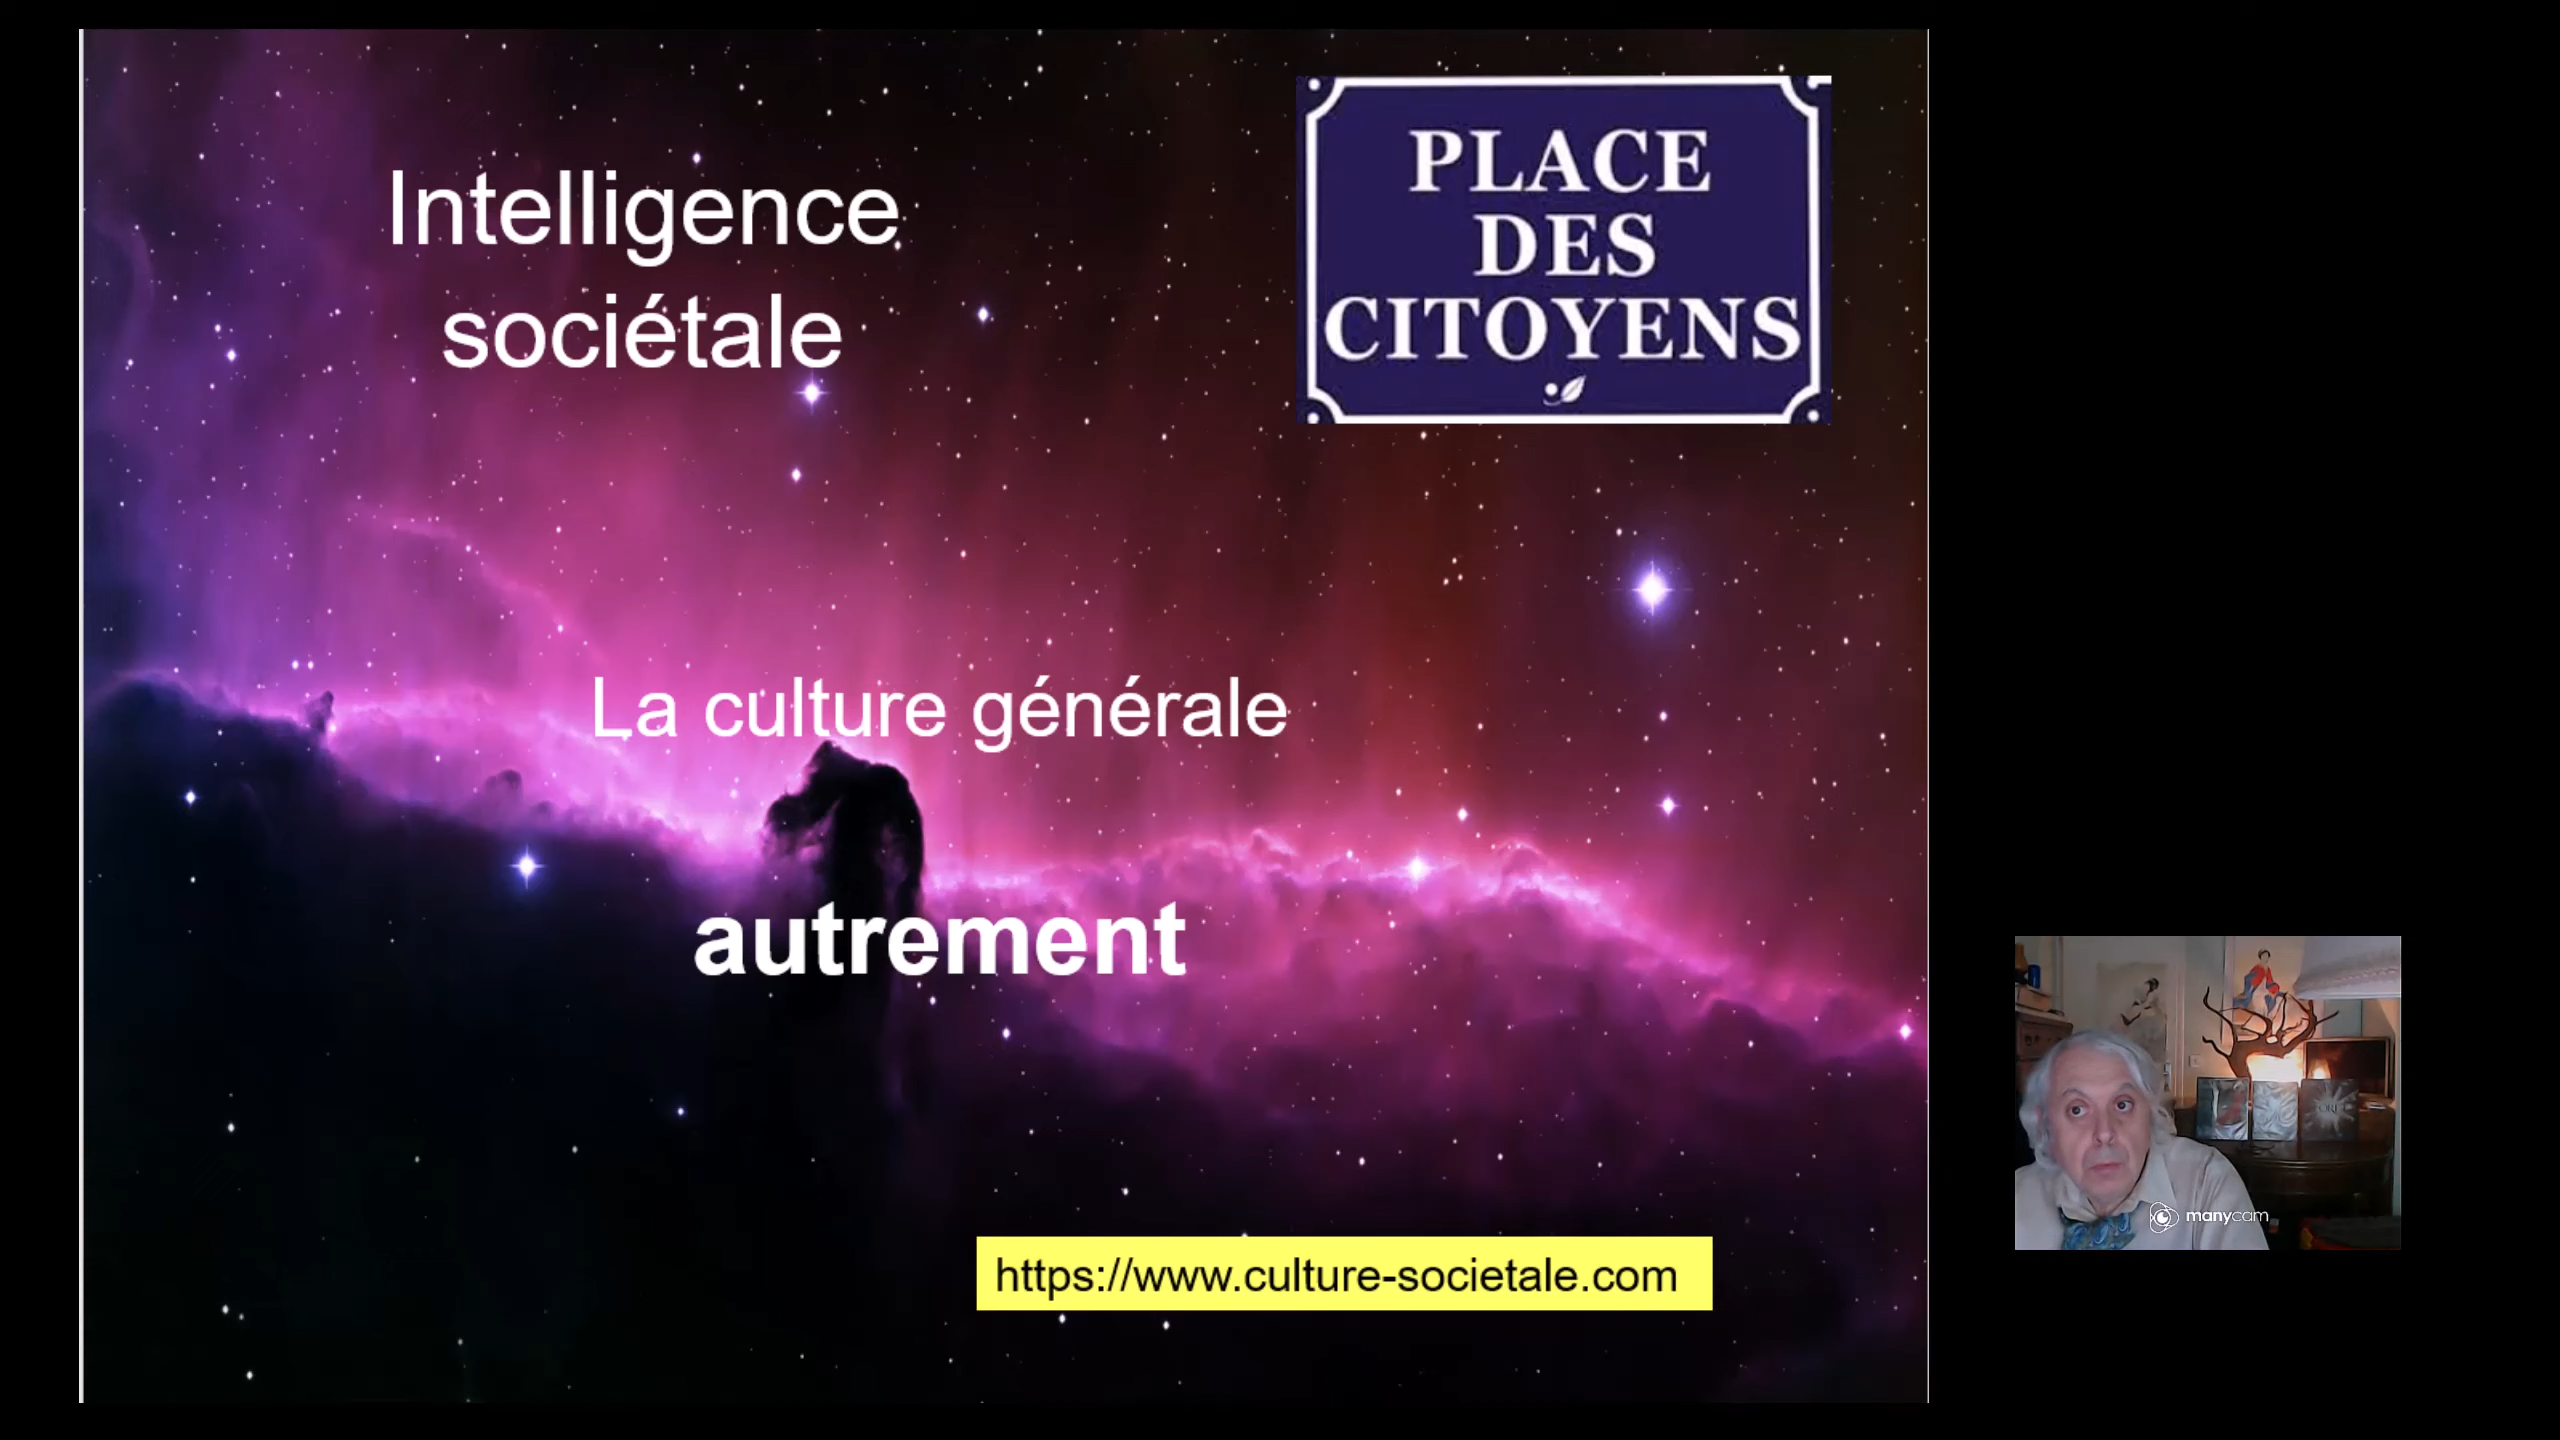 Intelligence
sociétale
PLACE
DES
CITOYENS
La culture générale
autrement
https://www.culture-societale.com
manycam